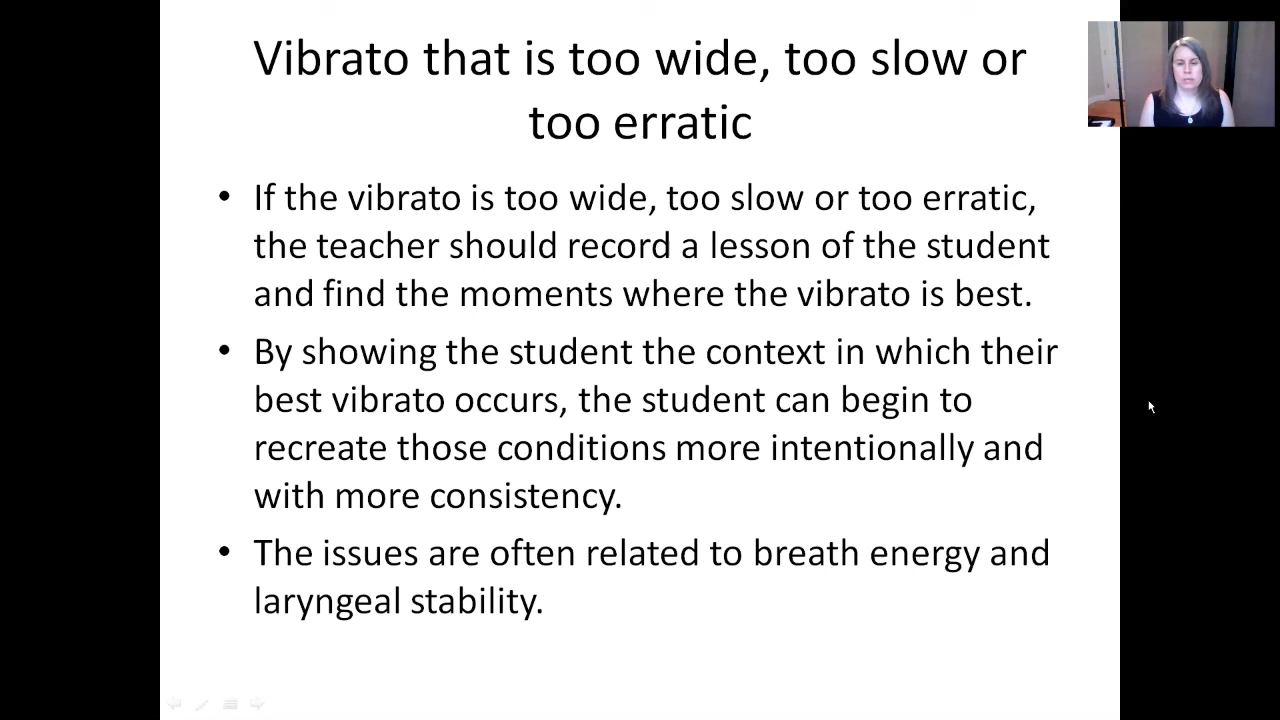 Vibrato that is too wide, too slow or
too erratic
• If the vibrato is too wide, too slow or too erratic,
the teacher should record a lesson of the student
and find the moments where the vibrato is best.
• By showing the student the context in which their
best vibrato occurs, the student can begin to
recreate those conditions more intentionally and
with more consistency.
• The issues are often related to breath energy and
laryngeal stability.